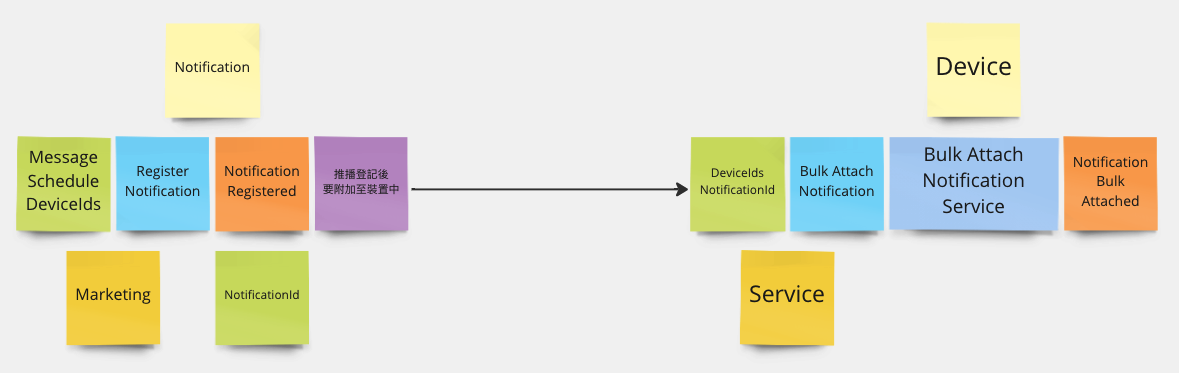 Notification
Device
Message
Schedule
DeviceIds
Register
Notification
Notification
Registered
推播登記後
要附加至裝置中
DeviceIds
NotificationId
Bulk Attach
Notification
Bulk Attach
Notification
Service
Notification
Bulk
Attached
Marketing
NotificationId
Service